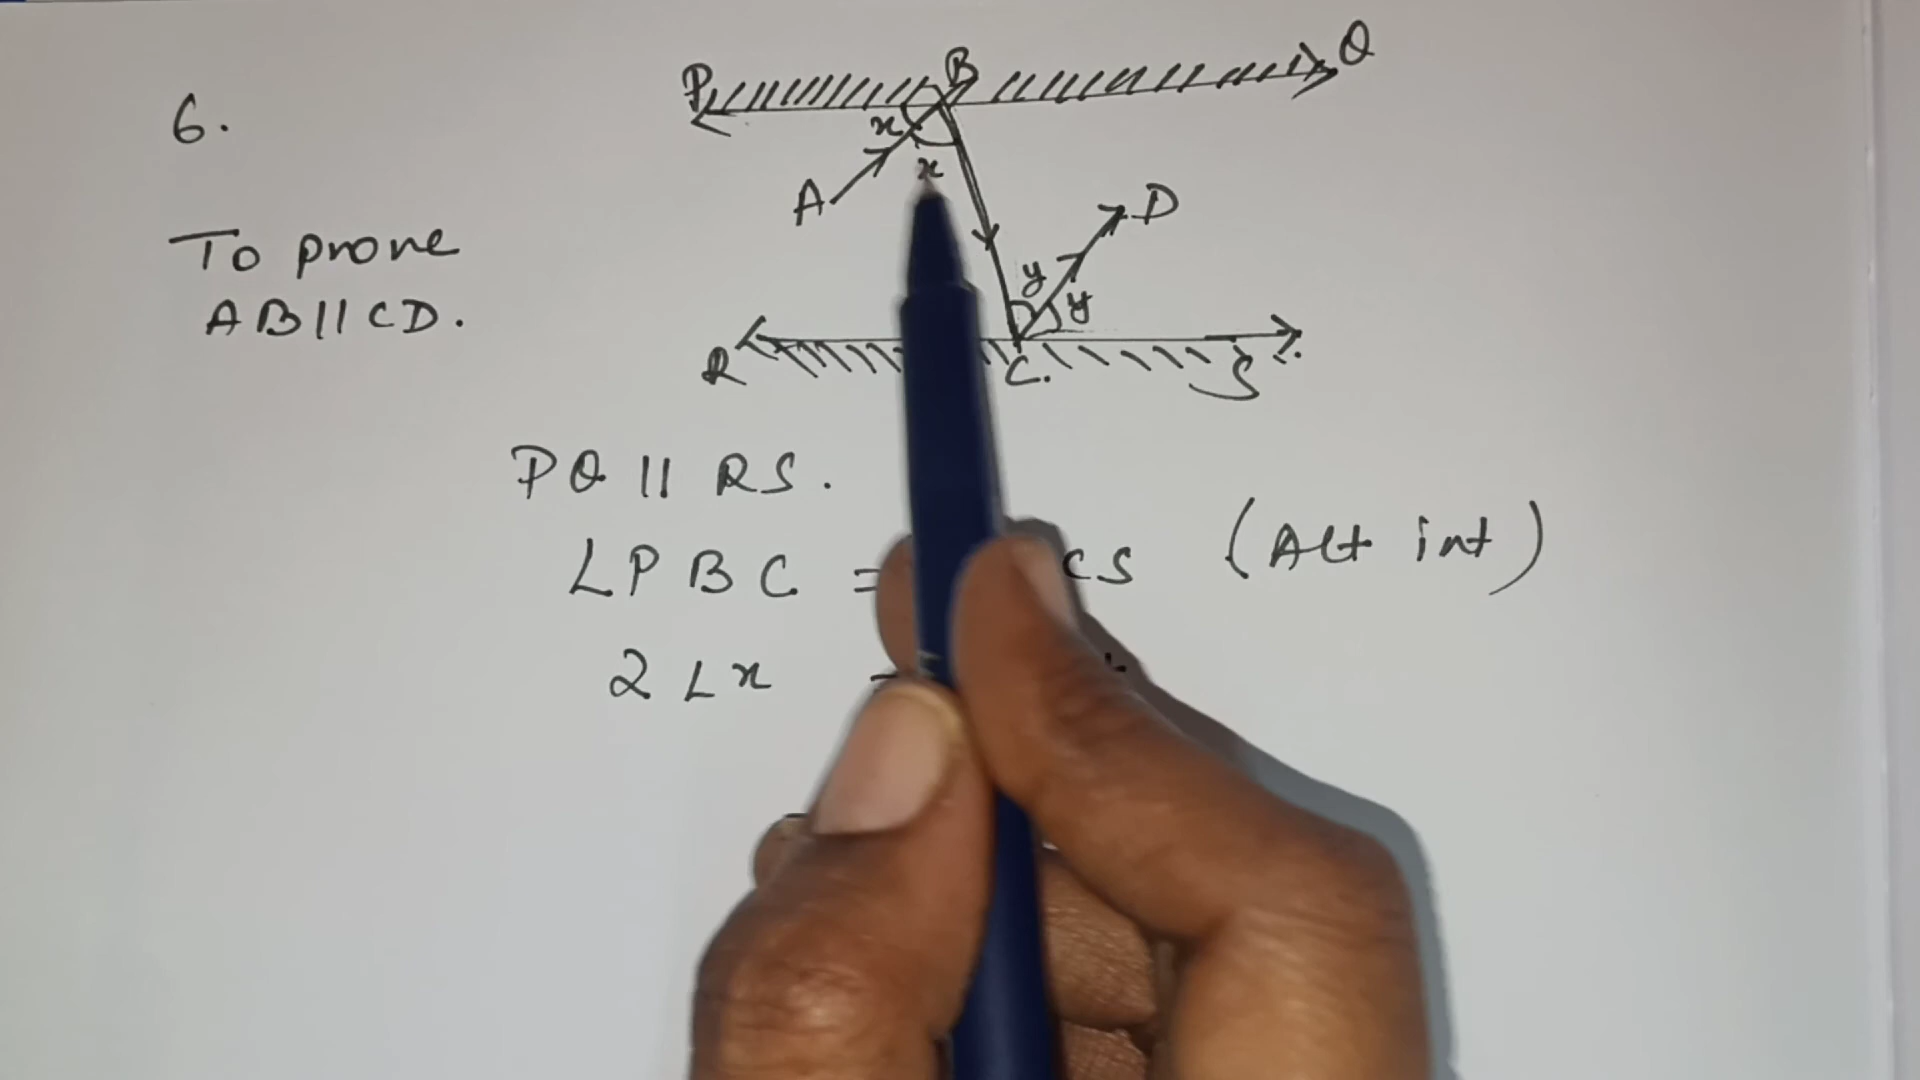 6.
P B Q
x
x
A D
y
y
To prove
AB || CD.
R C. S
PQ || RS.
∠PBC = CS (Alt int)
2∠x